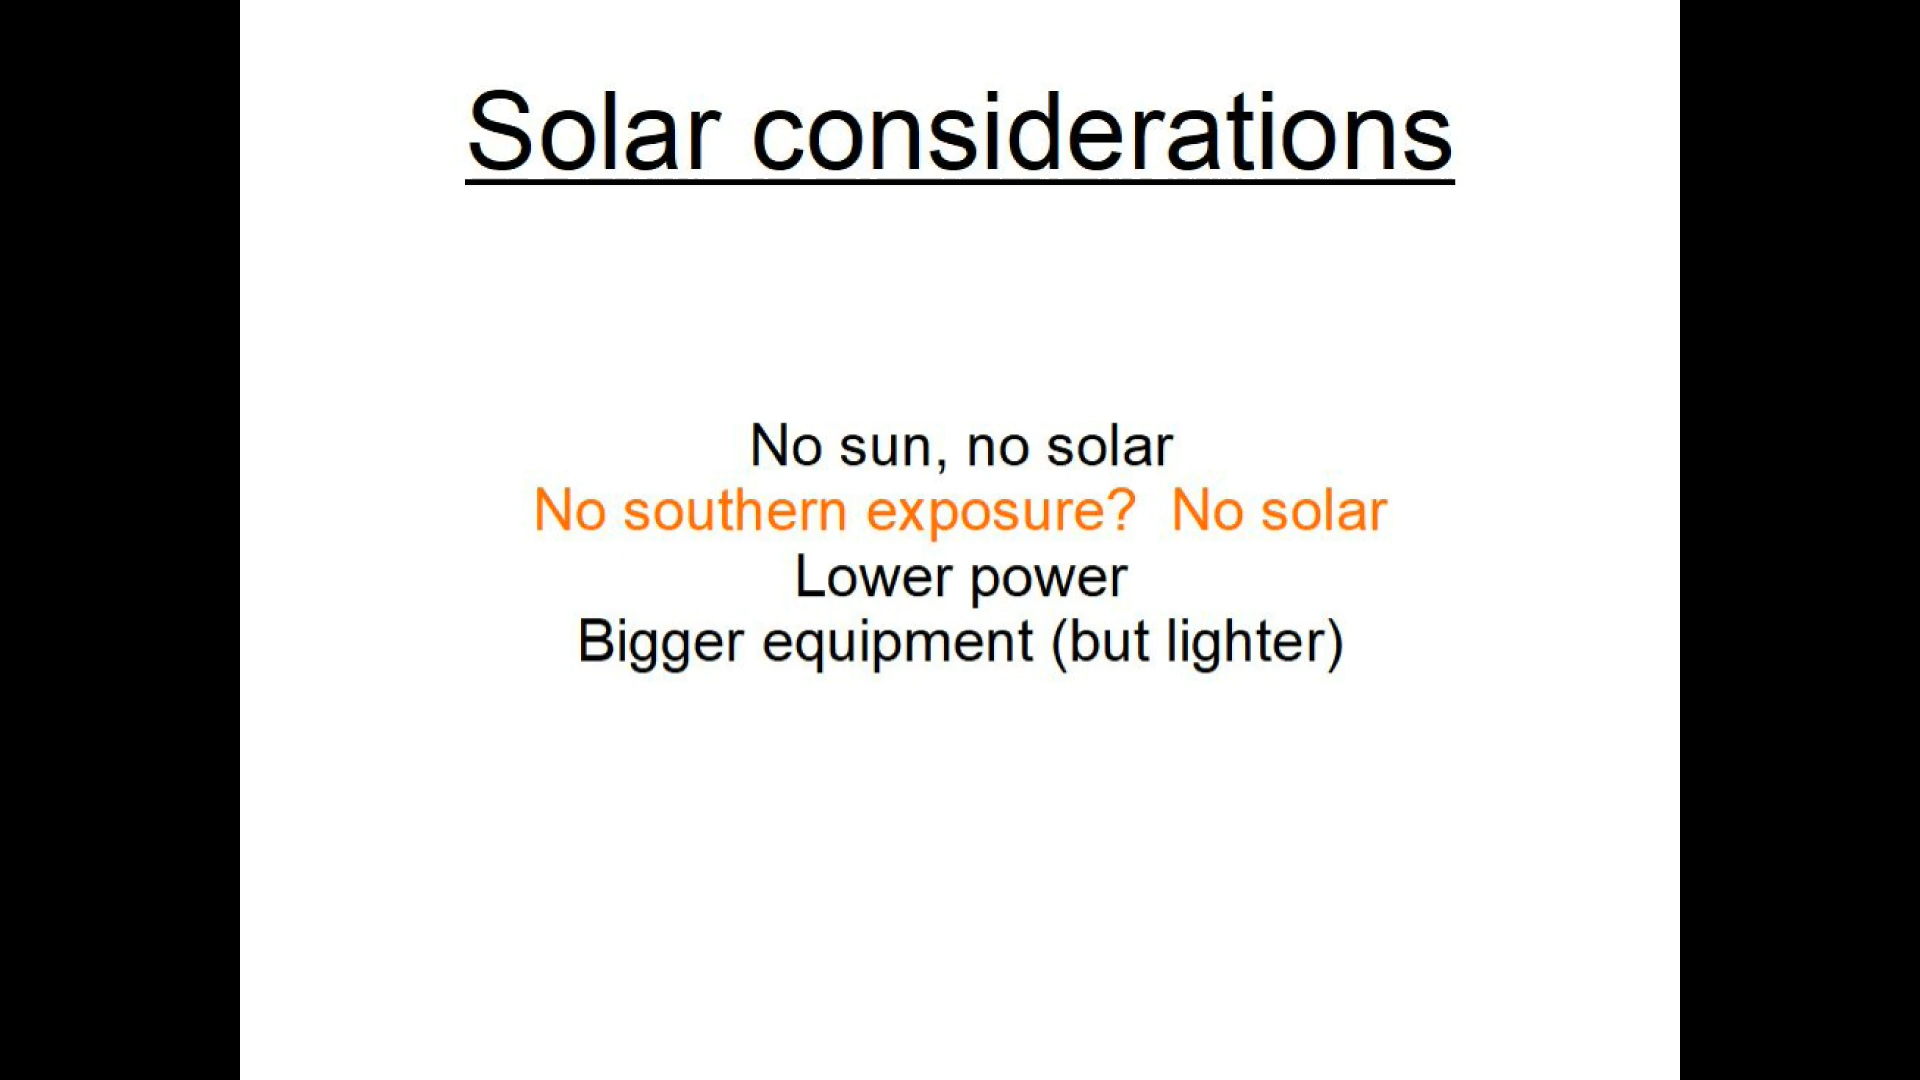 Solar considerations
No sun, no solar
No southern exposure?  No solar
Lower power
Bigger equipment (but lighter)